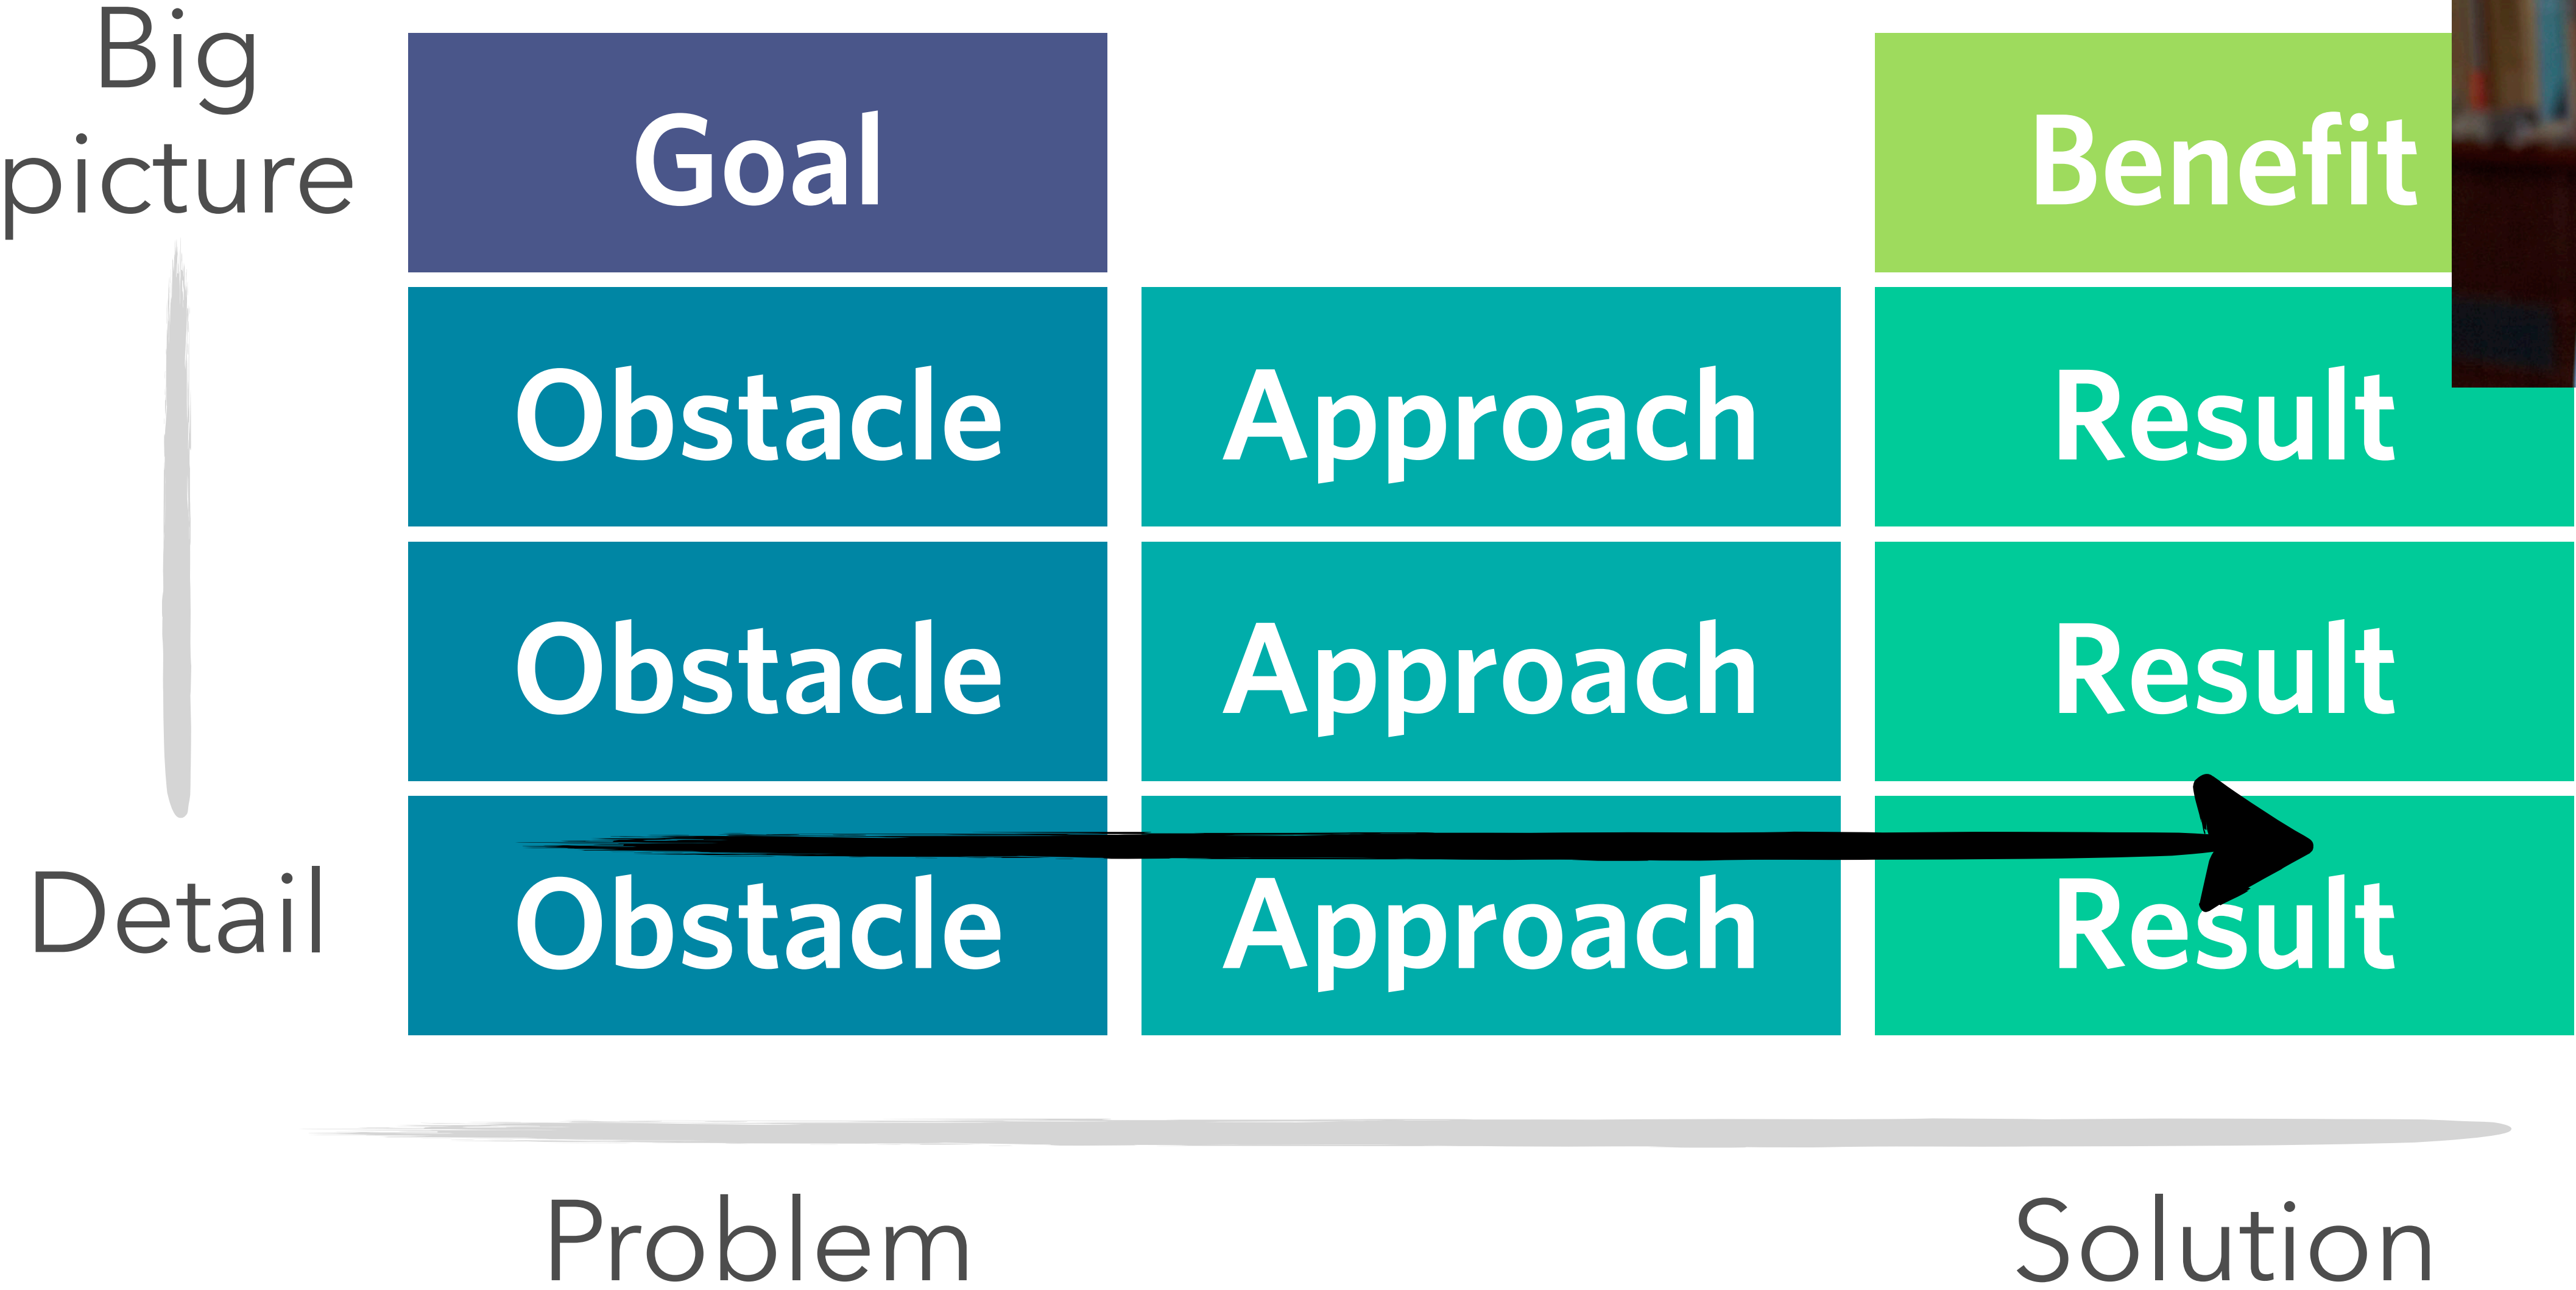 Big
picture
Goal
Benefit
Obstacle
Approach
Result
Obstacle
Approach
Result
Detail
Obstacle
Approach
Result
Problem
Solution